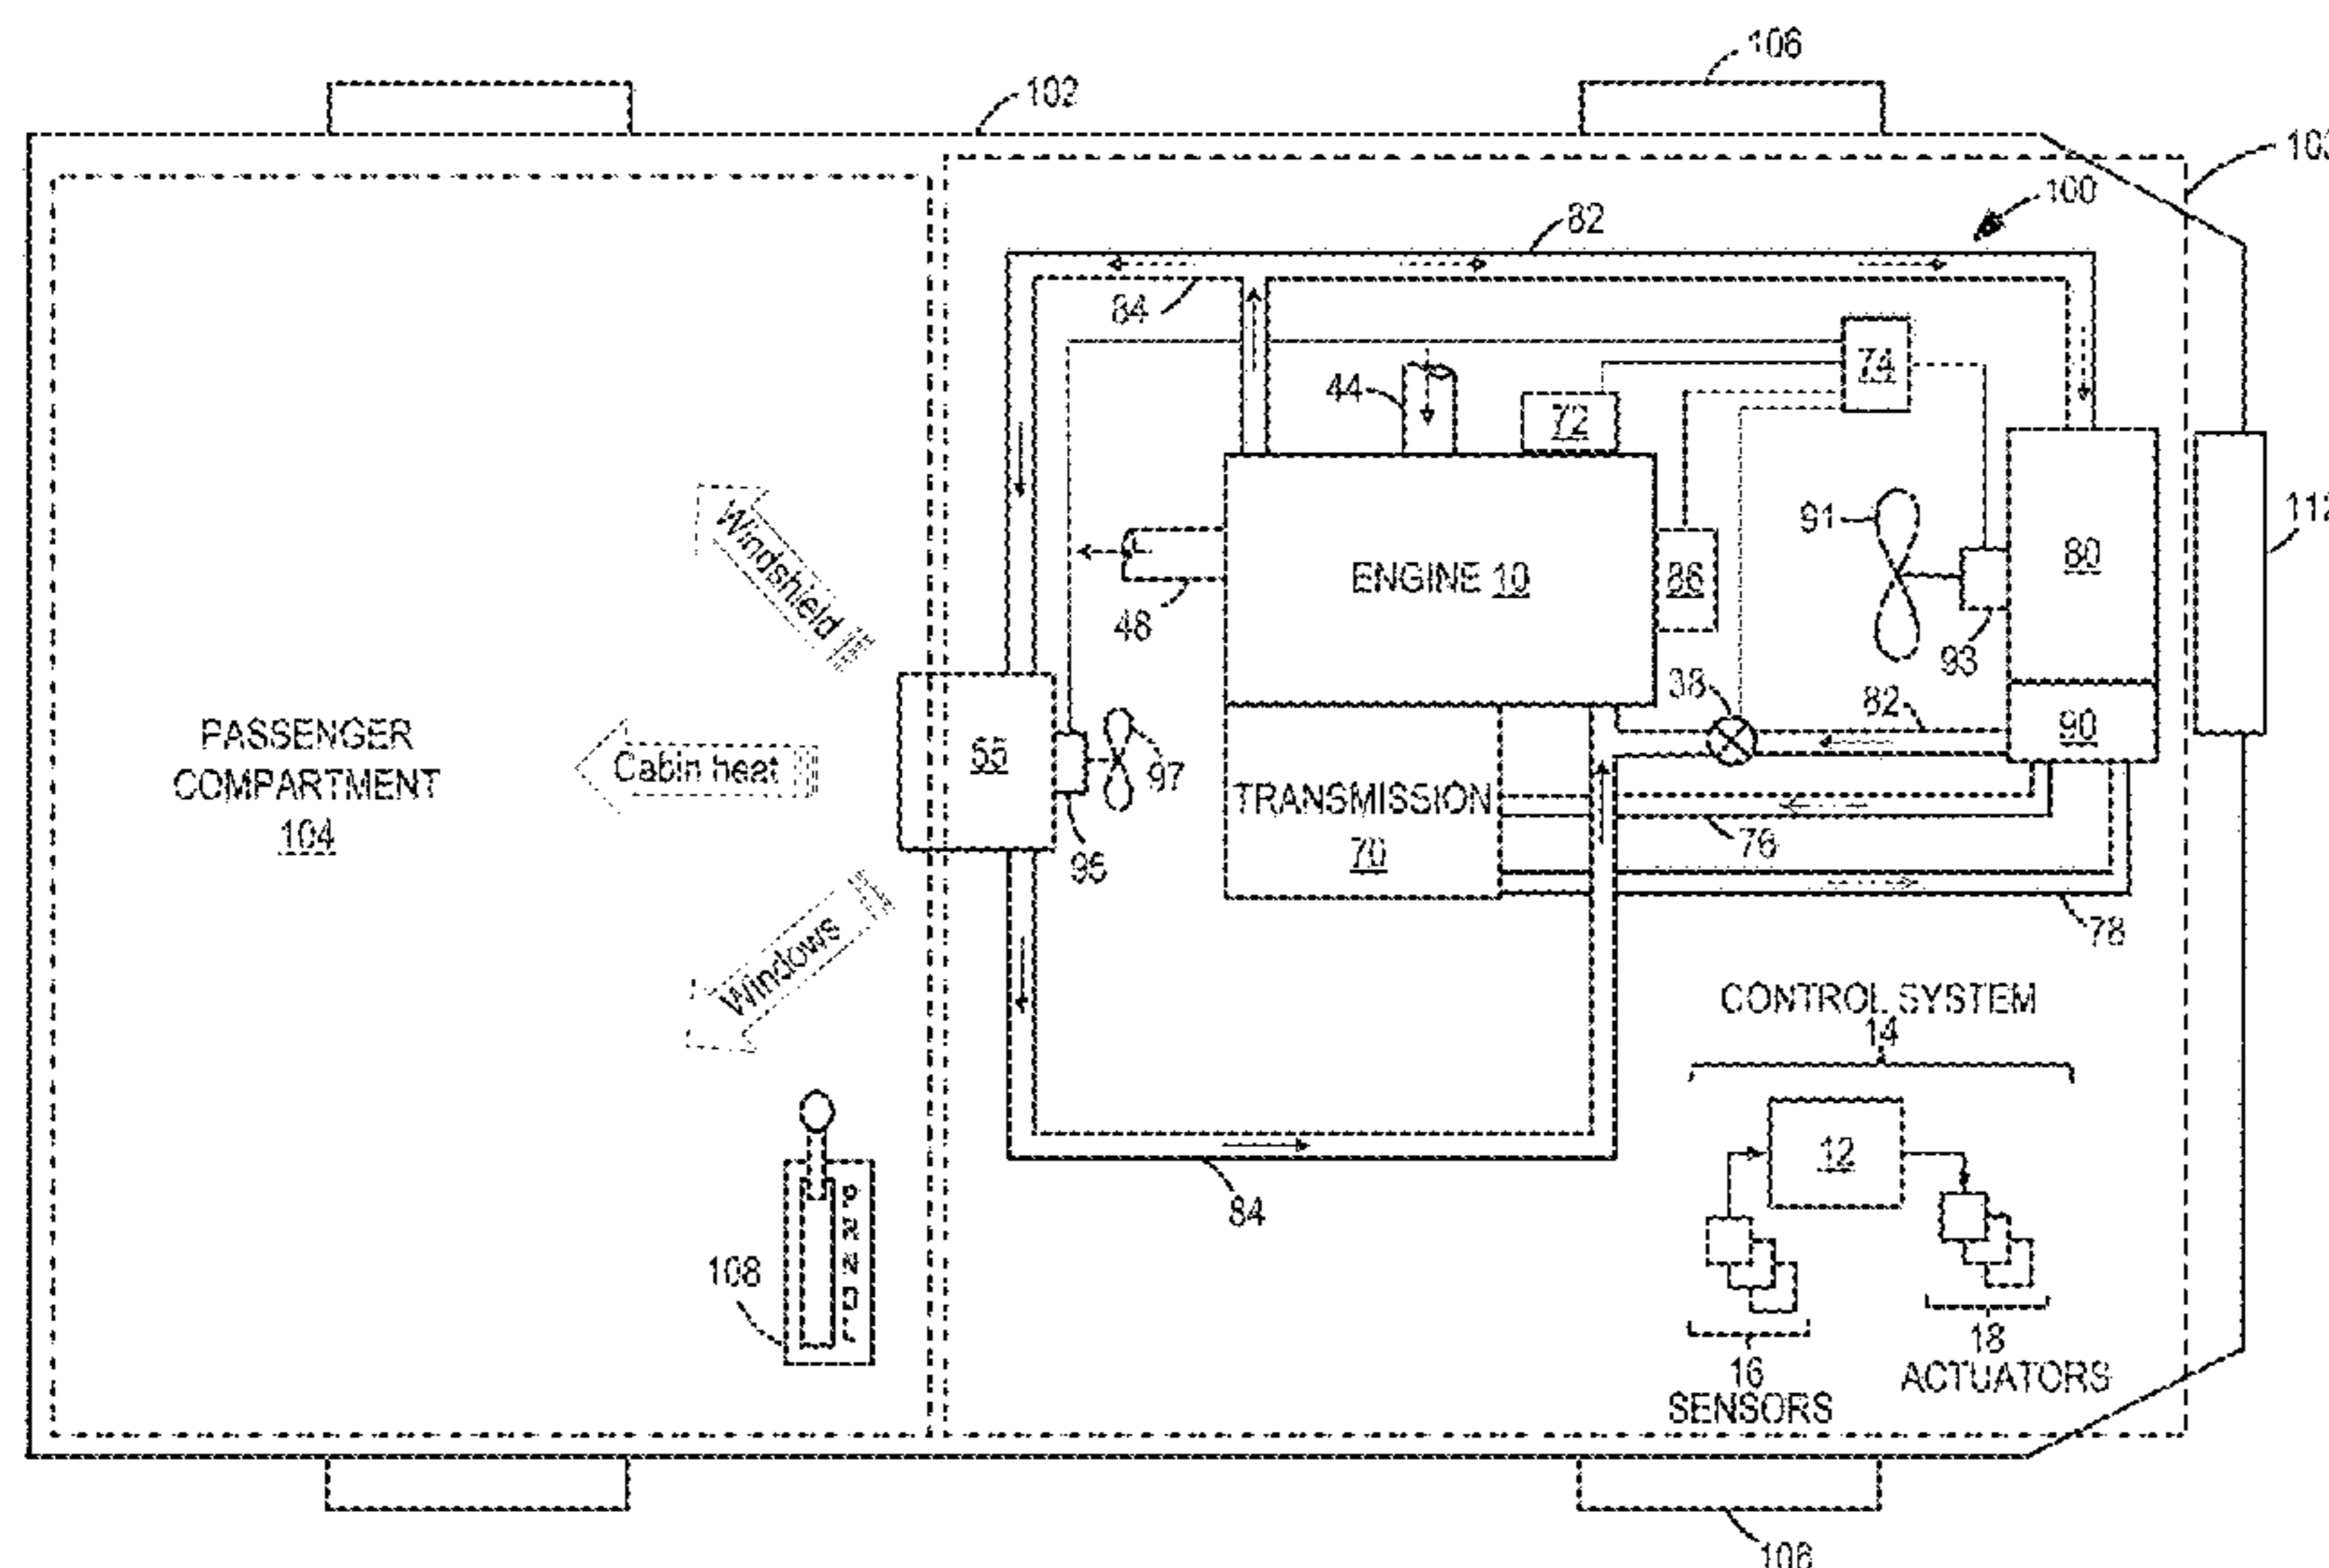 106
102
100
82
84
74
44
72
91
80
112
Windshield
ENGINE 10
86
48
93
38
82
90
PASSENGER
COMPARTMENT
104
Cabin heat
55
97
TRANSMISSION
70
76
95
78
Windows
CONTROL SYSTEM
14
12
84
108
P
R
N
D
L
18
ACTUATORS
16
SENSORS
106